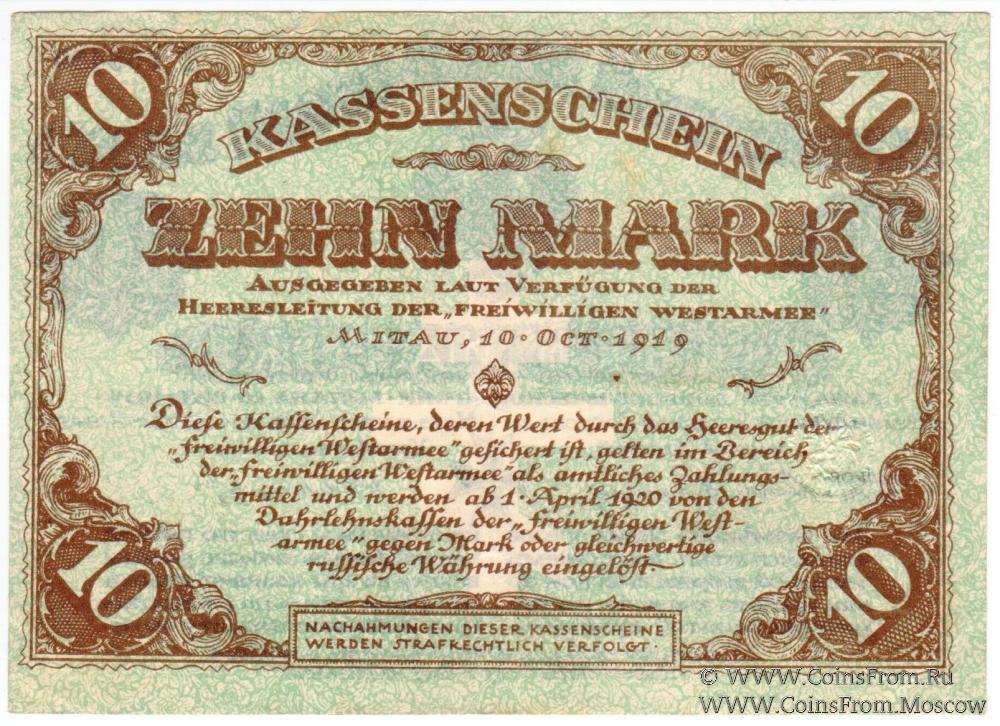 10 10
KASSENSCHEIN
ZEHN MARK
AUSGEGEBEN LAUT VERFÜGUNG DER
HEERESLEITUNG DER „FREIWILLIGEN WESTARMEE"
MITAU, 10. OCT. 1919
Dieſe Kaſſenſcheine, deren Wert durch das Heeresgut der
„freiwilligen Westarmee" geſichert iſt, gelten im Bereich
der „freiwilligen Westarmee" als amtliches Zahlungs-
mittel und werden ab 1. April 1920 von den
Dahrlehnskaſſen der „freiwilligen West-
armee" gegen Mark oder gleichwertige
ruſſiſche Währung eingelöſt.
10 10
NACHAHMUNGEN DIESER KASSENSCHEINE
WERDEN STRAFRECHTLICH VERFOLGT.
© WWW.CoinsFrom.Ru
WWW.CoinsFrom.Moscow